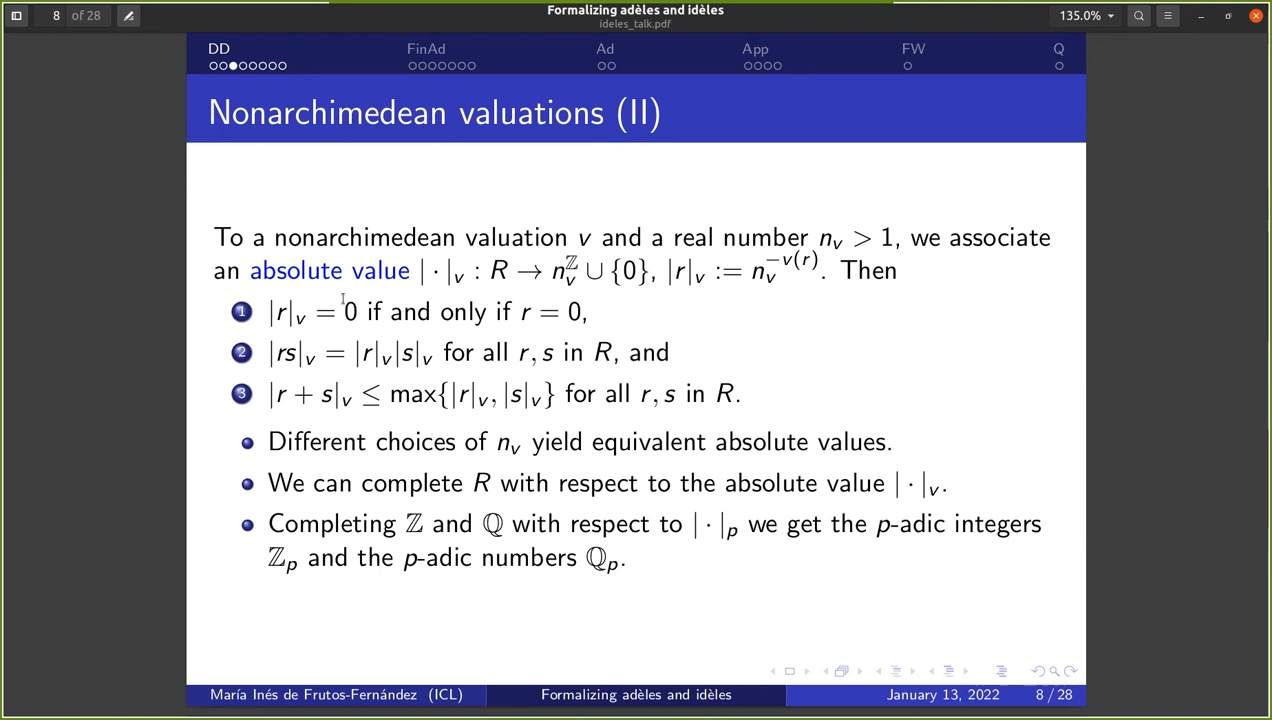 Formalizing adèles and idèles
ideles_talk.pdf
8 of 28
135.0%
DD FinAd Ad App FW Q
Nonarchimedean valuations (II)
To a nonarchimedean valuation v and a real number n_v > 1, we associate
an absolute value | · |_v : R → n_v^ℤ ∪ {0}, |r|_v := n_v^{−v(r)}. Then
1 |r|_v = 0 if and only if r = 0,
2 |rs|_v = |r|_v|s|_v for all r, s in R, and
3 |r + s|_v ≤ max{|r|_v, |s|_v} for all r, s in R.
Different choices of n_v yield equivalent absolute values.
We can complete R with respect to the absolute value | · |_v.
Completing ℤ and ℚ with respect to | · |_p we get the p-adic integers
ℤ_p and the p-adic numbers ℚ_p.
María Inés de Frutos-Fernández (ICL) Formalizing adèles and idèles January 13, 2022 8 / 28